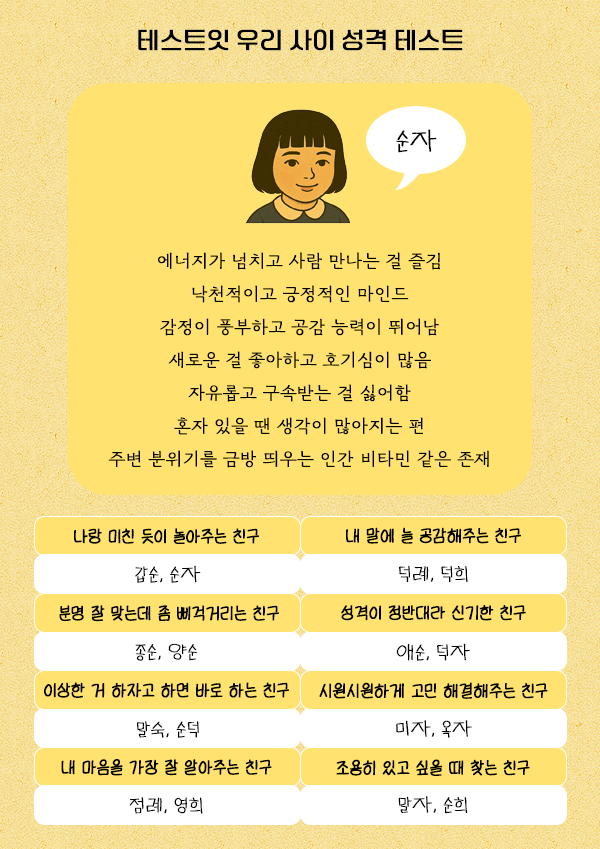 테스트잇 우리 사이 성격 테스트
순자
에너지가 넘치고 사람 만나는 걸 즐김
낙천적이고 긍정적인 마인드
감정이 풍부하고 공감 능력이 뛰어남
새로운 걸 좋아하고 호기심이 많음
자유롭고 구속받는 걸 싫어함
혼자 있을 땐 생각이 많아지는 편
주변 분위기를 금방 띄우는 인간 비타민 같은 존재
나랑 미친 듯이 놀아주는 친구
내 말에 늘 공감해주는 친구
갑순, 순자
덕례, 덕희
분명 잘 맞는데 좀 삐걱거리는 친구
성격이 정반대라 신기한 친구
종순, 양순
애순, 덕자
이상한 거 하자고 하면 바로 하는 친구
시원시원하게 고민 해결해주는 친구
말숙, 순덕
미자, 옥자
내 마음을 가장 잘 알아주는 친구
조용히 있고 싶을 때 찾는 친구
점례, 영희
말자, 순희